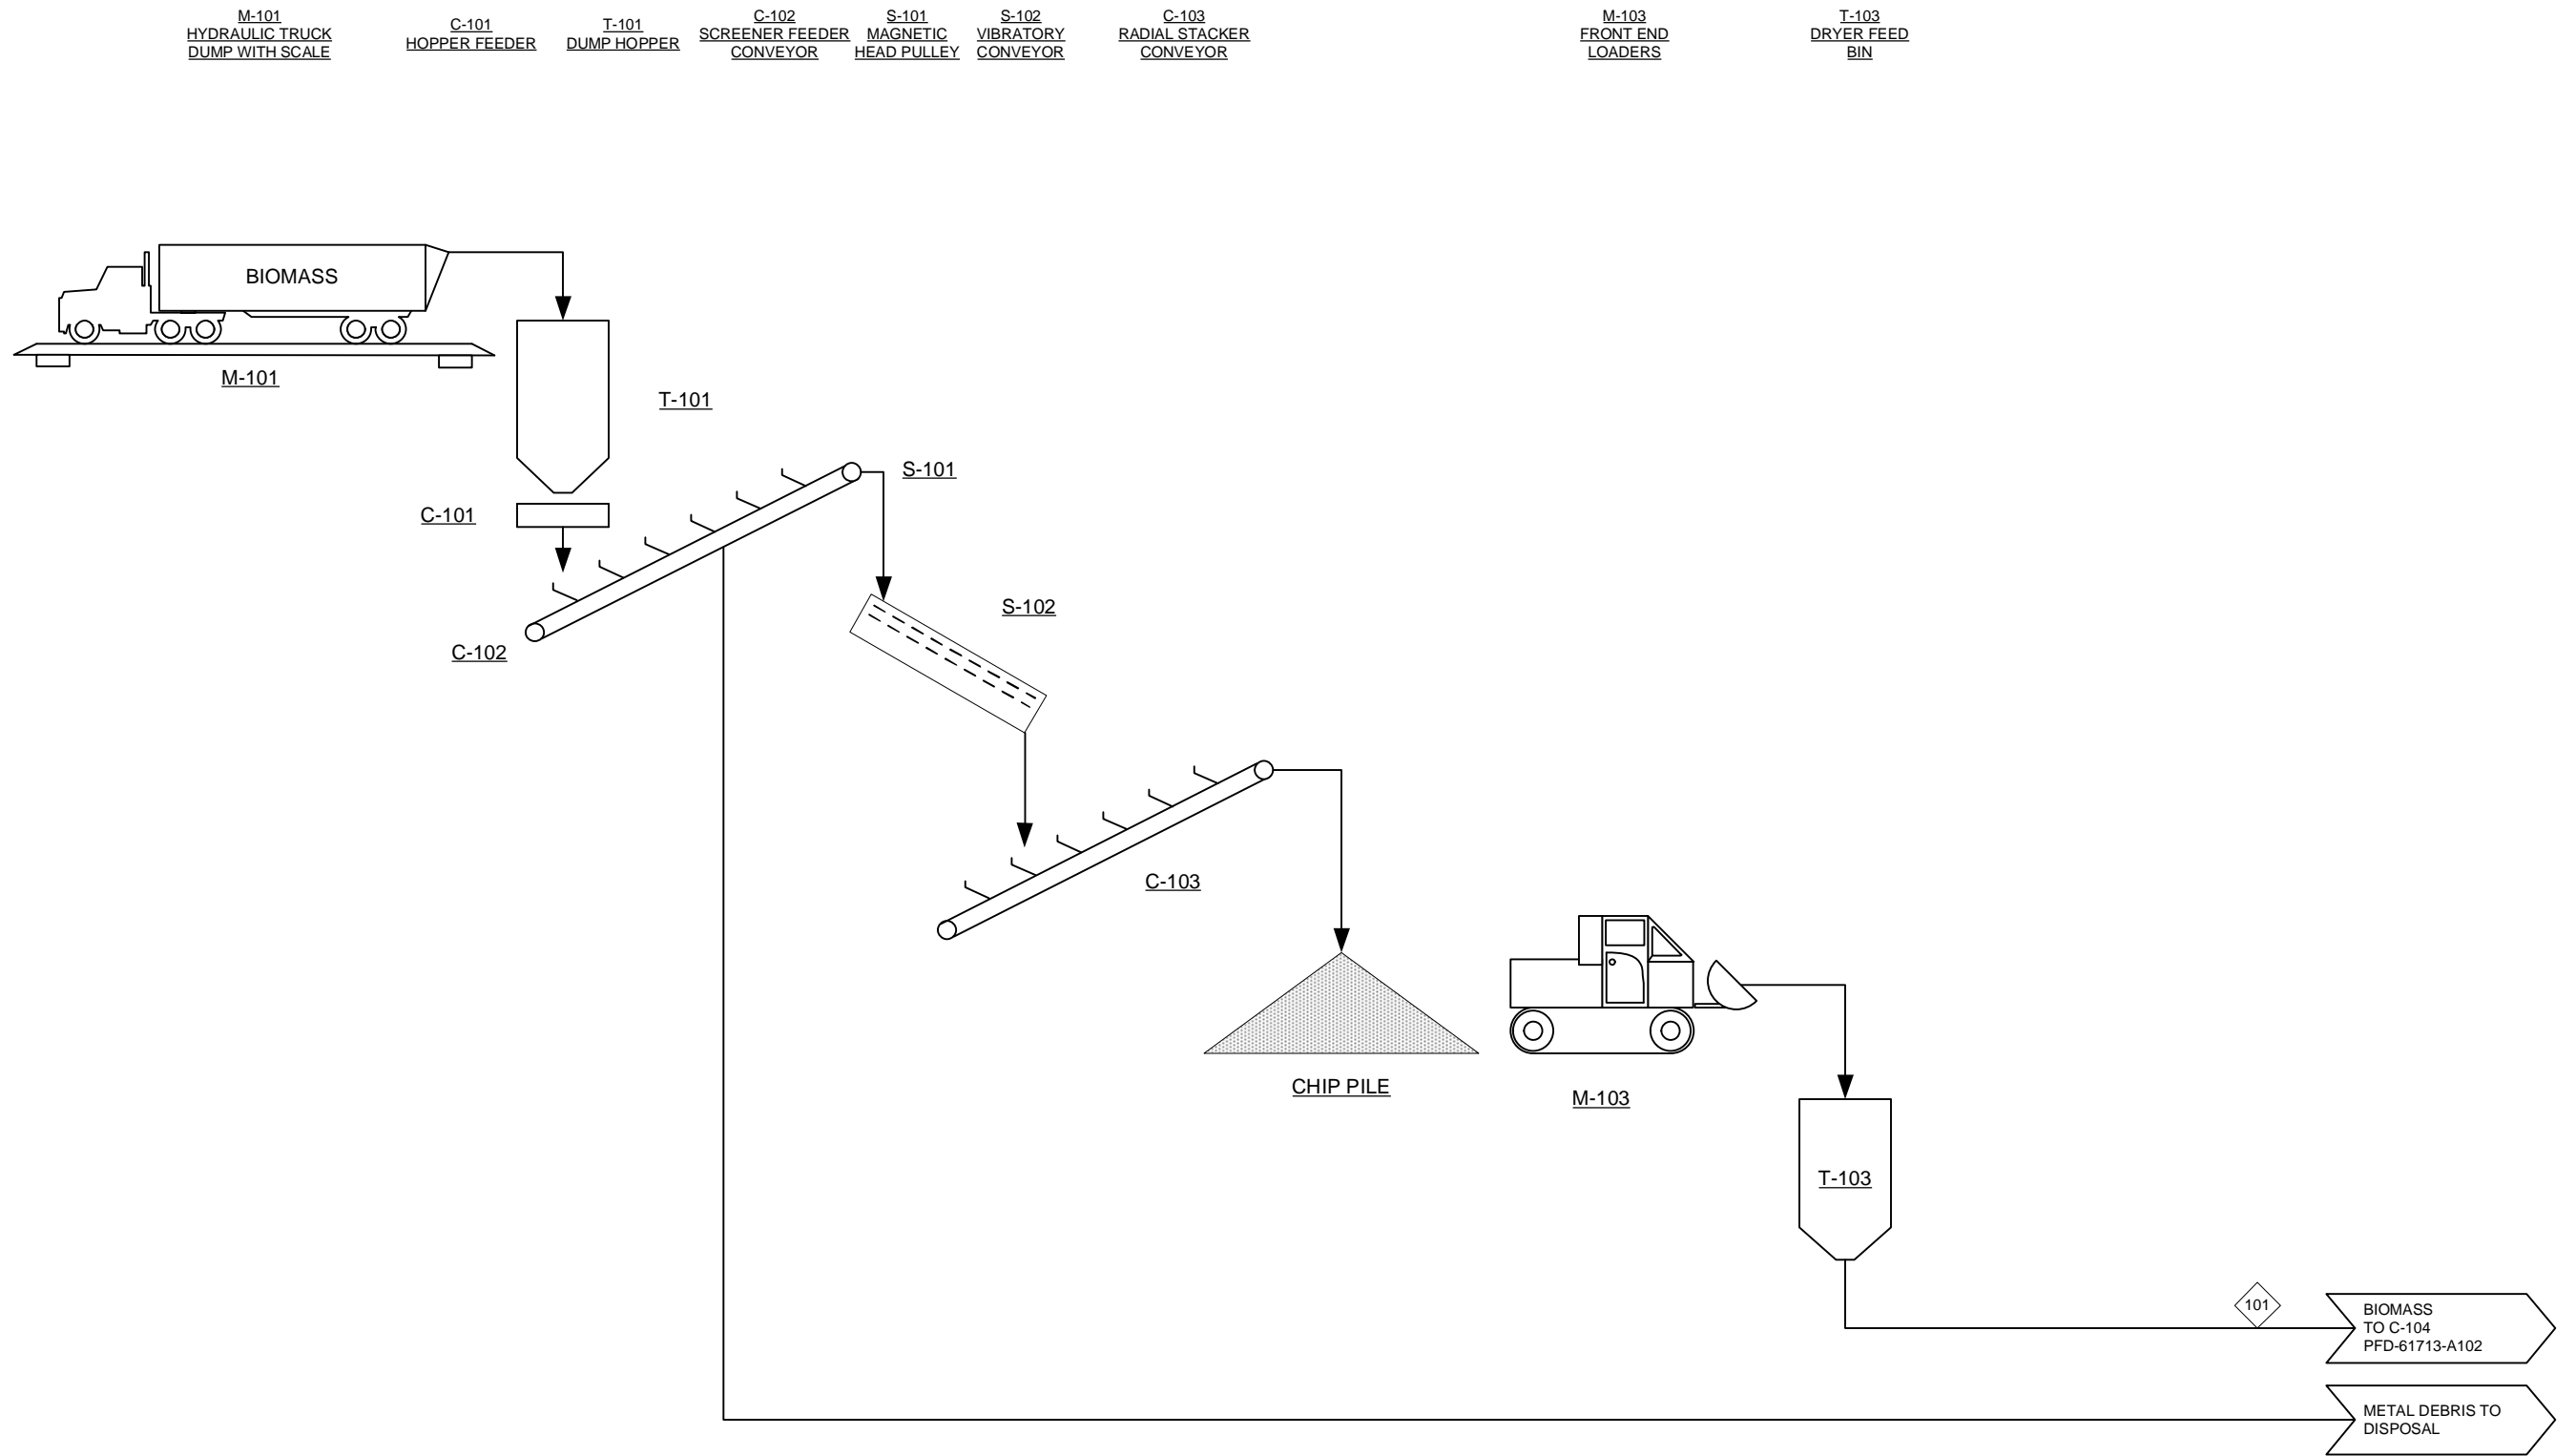 M-101
HYDRAULIC TRUCK
DUMP WITH SCALE
C-101
HOPPER FEEDER
T-101
DUMP HOPPER
C-102
SCREENER FEEDER
CONVEYOR
S-101
MAGNETIC
HEAD PULLEY
S-102
VIBRATORY
CONVEYOR
C-103
RADIAL STACKER
CONVEYOR
M-103
FRONT END
LOADERS
T-103
DRYER FEED
BIN
BIOMASS
M-101
T-101
S-101
C-101
S-102
C-102
C-103
CHIP PILE
M-103
T-103
101
BIOMASS
TO C-104
PFD-61713-A102
METAL DEBRIS TO
DISPOSAL